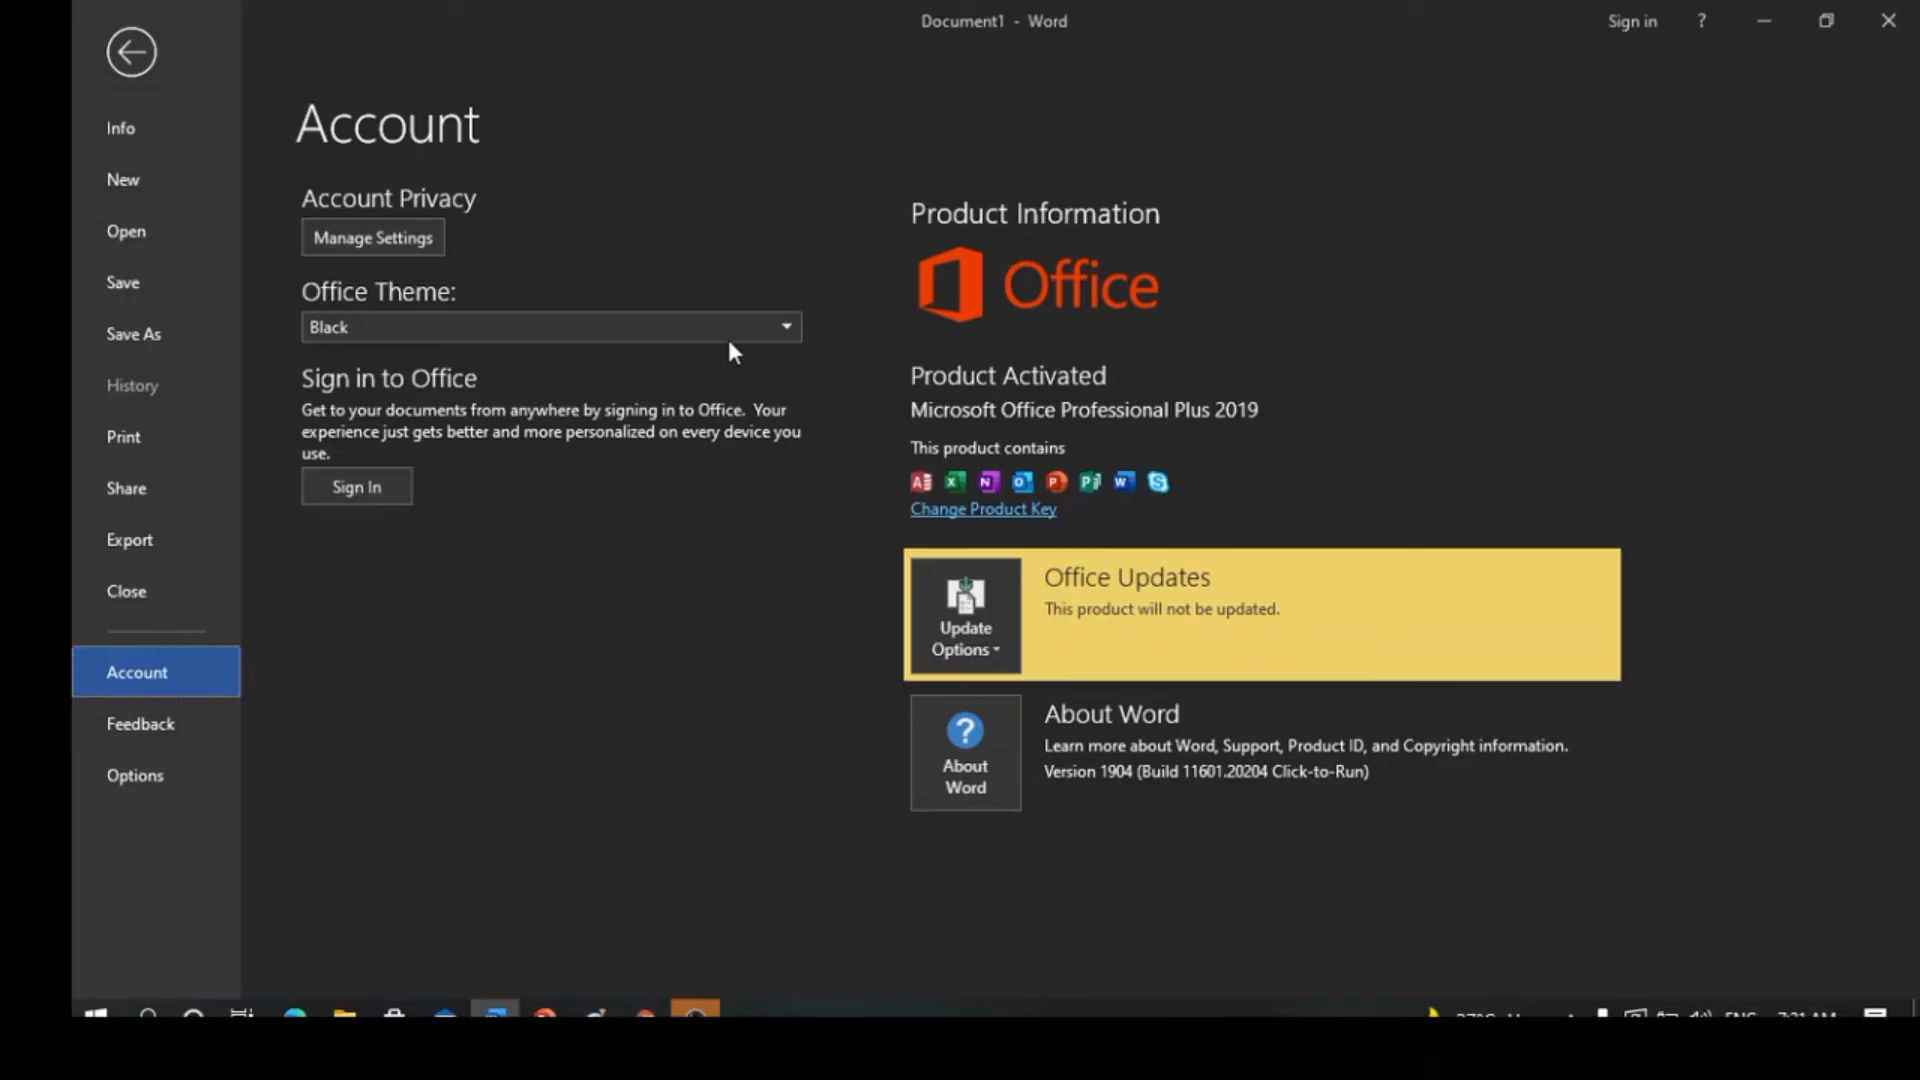 Document1 - Word
Sign in
?
Info
New
Open
Save
Save As
History
Print
Share
Export
Close
Account
Feedback
Options
Account
Account Privacy
Manage Settings
Office Theme:
Black
Sign in to Office
Get to your documents from anywhere by signing in to Office. Your
experience just gets better and more personalized on every device you
use.
Sign In
Product Information
Office
Product Activated
Microsoft Office Professional Plus 2019
This product contains
Change Product Key
Update
Options
Office Updates
This product will not be updated.
About
Word
About Word
Learn more about Word, Support, Product ID, and Copyright information.
Version 1904 (Build 11601.20204 Click-to-Run)